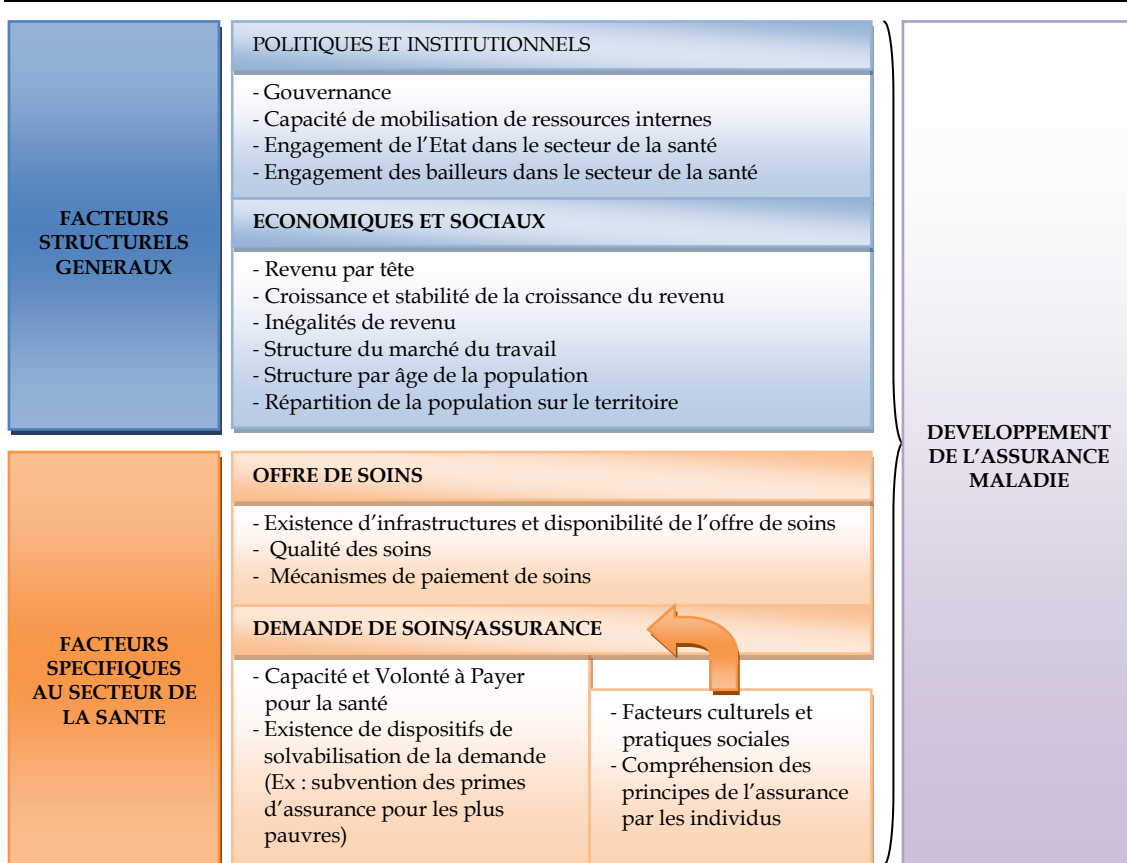 FACTEURS
STRUCTURELS
GENERAUX
POLITIQUES ET INSTITUTIONNELS
- Gouvernance
- Capacité de mobilisation de ressources internes
- Engagement de l'Etat dans le secteur de la santé
- Engagement des bailleurs dans le secteur de la santé
ECONOMIQUES ET SOCIAUX
- Revenu par tête
- Croissance et stabilité de la croissance du revenu
- Inégalités de revenu
- Structure du marché du travail
- Structure par âge de la population
- Répartition de la population sur le territoire
FACTEURS
SPECIFIQUES
AU SECTEUR DE
LA SANTE
OFFRE DE SOINS
- Existence d'infrastructures et disponibilité de l'offre de soins
- Qualité des soins
- Mécanismes de paiement de soins
DEMANDE DE SOINS/ASSURANCE
- Capacité et Volonté à Payer
pour la santé
- Existence de dispositifs de
solvabilisation de la demande
(Ex : subvention des primes
d'assurance pour les plus
pauvres)
- Facteurs culturels et
pratiques sociales
- Compréhension des
principes de l'assurance
par les individus
DEVELOPPEMENT
DE L'ASSURANCE
MALADIE